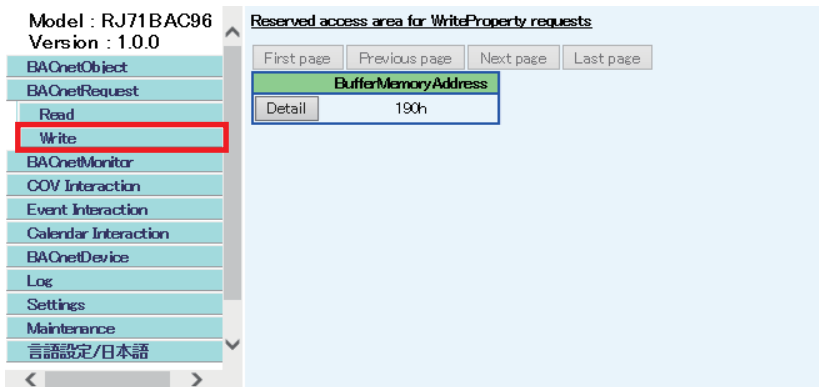 Model : RJ71BAC96
Version : 1.0.0
BACnetObject
BACnetRequest
Read
Write
BACnetMonitor
COV Interaction
Event Interaction
Calendar Interaction
BACnetDevice
Log
Settings
Maintenance
言語設定/日本語
Reserved access area for WriteProperty requests
First page Previous page Next page Last page
BufferMemoryAddress
Detail 190h